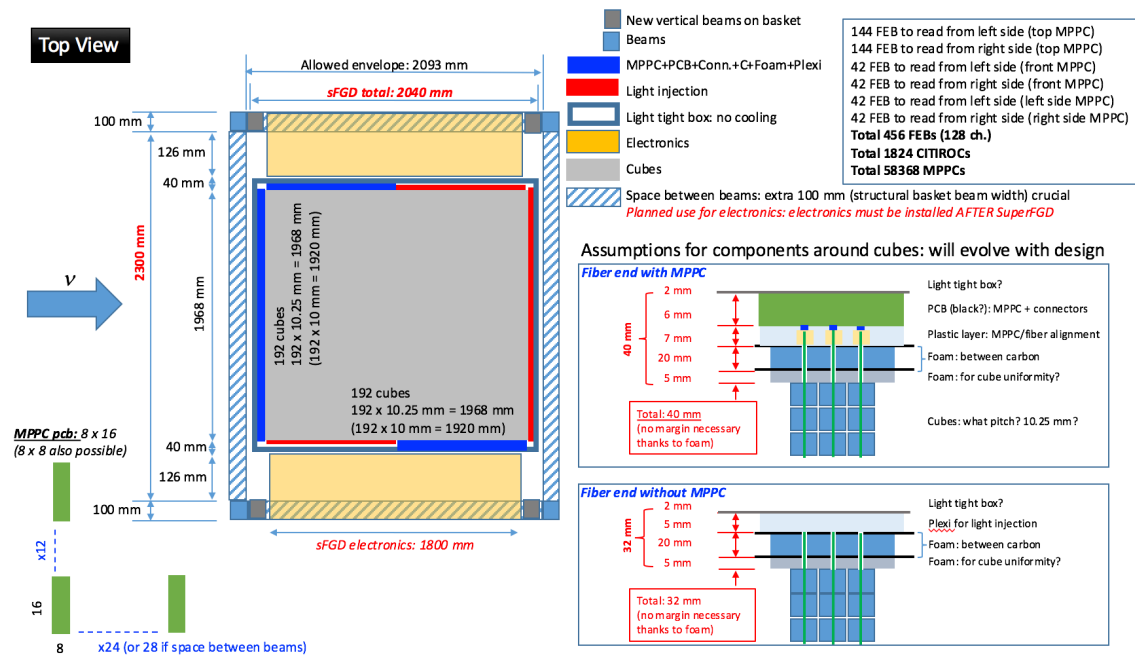 Top View
New vertical beams on basket
Beams
MPPC+PCB+Conn.+C+Foam+Plexi
Light injection
Light tight box: no cooling
Electronics
Cubes
Space between beams: extra 100 mm (structural basket beam width) crucial
Planned use for electronics: electronics must be installed AFTER SuperFGD
144 FEB to read from left side (top MPPC)
144 FEB to read from right side (top MPPC)
42 FEB to read from left side (front MPPC)
42 FEB to read from right side (front MPPC)
42 FEB to read from left side (left side MPPC)
42 FEB to read from right side (right side MPPC)
Total 456 FEBs (128 ch.)
Total 1824 CITIROCs
Total 58368 MPPCs
Allowed envelope: 2093 mm
sFGD total: 2040 mm
100 mm
126 mm
40 mm
2300 mm
1968 mm
ν
192 cubes
192 x 10.25 mm = 1968 mm
(192 x 10 mm = 1920 mm)
192 cubes
192 x 10.25 mm = 1968 mm
(192 x 10 mm = 1920 mm)
40 mm
126 mm
100 mm
sFGD electronics: 1800 mm
MPPC pcb: 8 x 16
(8 x 8 also possible)
x12
16
8
x24 (or 28 if space between beams)
Assumptions for components around cubes: will evolve with design
Fiber end with MPPC
2 mm
6 mm
7 mm
20 mm
5 mm
40 mm
Total: 40 mm
(no margin necessary
thanks to foam)
Light tight box?
PCB (black?): MPPC + connectors
Plastic layer: MPPC/fiber alignment
Foam: between carbon
Foam: for cube uniformity?
Cubes: what pitch? 10.25 mm?
Fiber end without MPPC
2 mm
5 mm
20 mm
5 mm
32 mm
Total: 32 mm
(no margin necessary
thanks to foam)
Light tight box?
Plexi for light injection
Foam: between carbon
Foam: for cube uniformity?